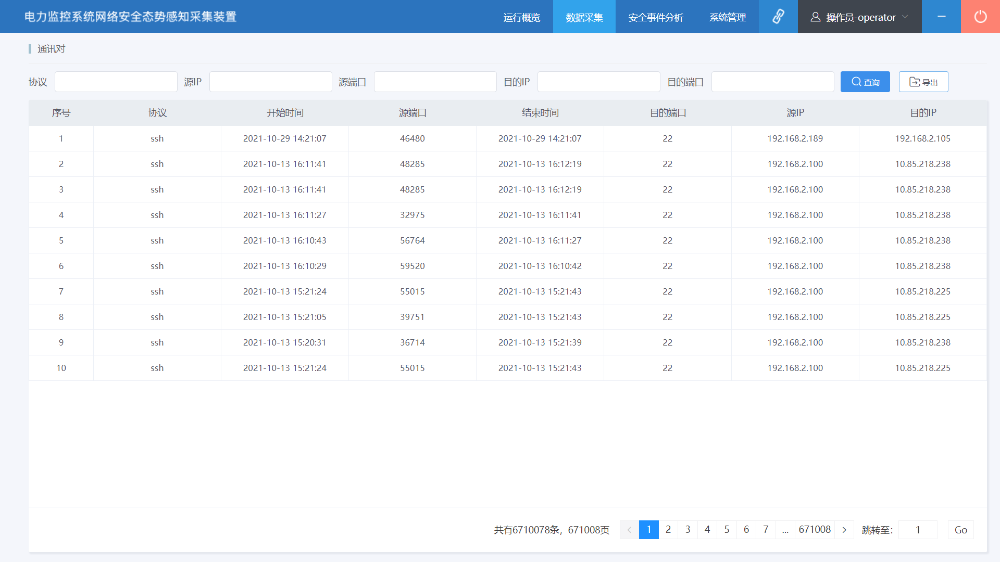 电力监控系统网络安全态势感知采集装置 运行概览 数据采集 安全事件分析 系统管理 操作员-operator
通讯对
协议 源IP 源端口 目的IP 目的端口 查询 导出
序号 协议 开始时间 源端口 结束时间 目的端口 源IP 目的IP
1 ssh 2021-10-29 14:21:07 46480 2021-10-29 14:21:07 22 192.168.2.189 192.168.2.105
2 ssh 2021-10-13 16:11:41 48285 2021-10-13 16:12:19 22 192.168.2.100 10.85.218.238
3 ssh 2021-10-13 16:11:41 48285 2021-10-13 16:12:19 22 192.168.2.100 10.85.218.238
4 ssh 2021-10-13 16:11:27 32975 2021-10-13 16:11:41 22 192.168.2.100 10.85.218.238
5 ssh 2021-10-13 16:10:43 56764 2021-10-13 16:11:27 22 192.168.2.100 10.85.218.238
6 ssh 2021-10-13 16:10:29 59520 2021-10-13 16:10:42 22 192.168.2.100 10.85.218.238
7 ssh 2021-10-13 15:21:24 55015 2021-10-13 15:21:43 22 192.168.2.100 10.85.218.225
8 ssh 2021-10-13 15:21:05 39751 2021-10-13 15:21:43 22 192.168.2.100 10.85.218.225
9 ssh 2021-10-13 15:20:31 36714 2021-10-13 15:21:39 22 192.168.2.100 10.85.218.238
10 ssh 2021-10-13 15:21:24 55015 2021-10-13 15:21:43 22 192.168.2.100 10.85.218.225
共有6710078条，671008页 1 2 3 4 5 6 7 ... 671008 跳转至: 1 Go